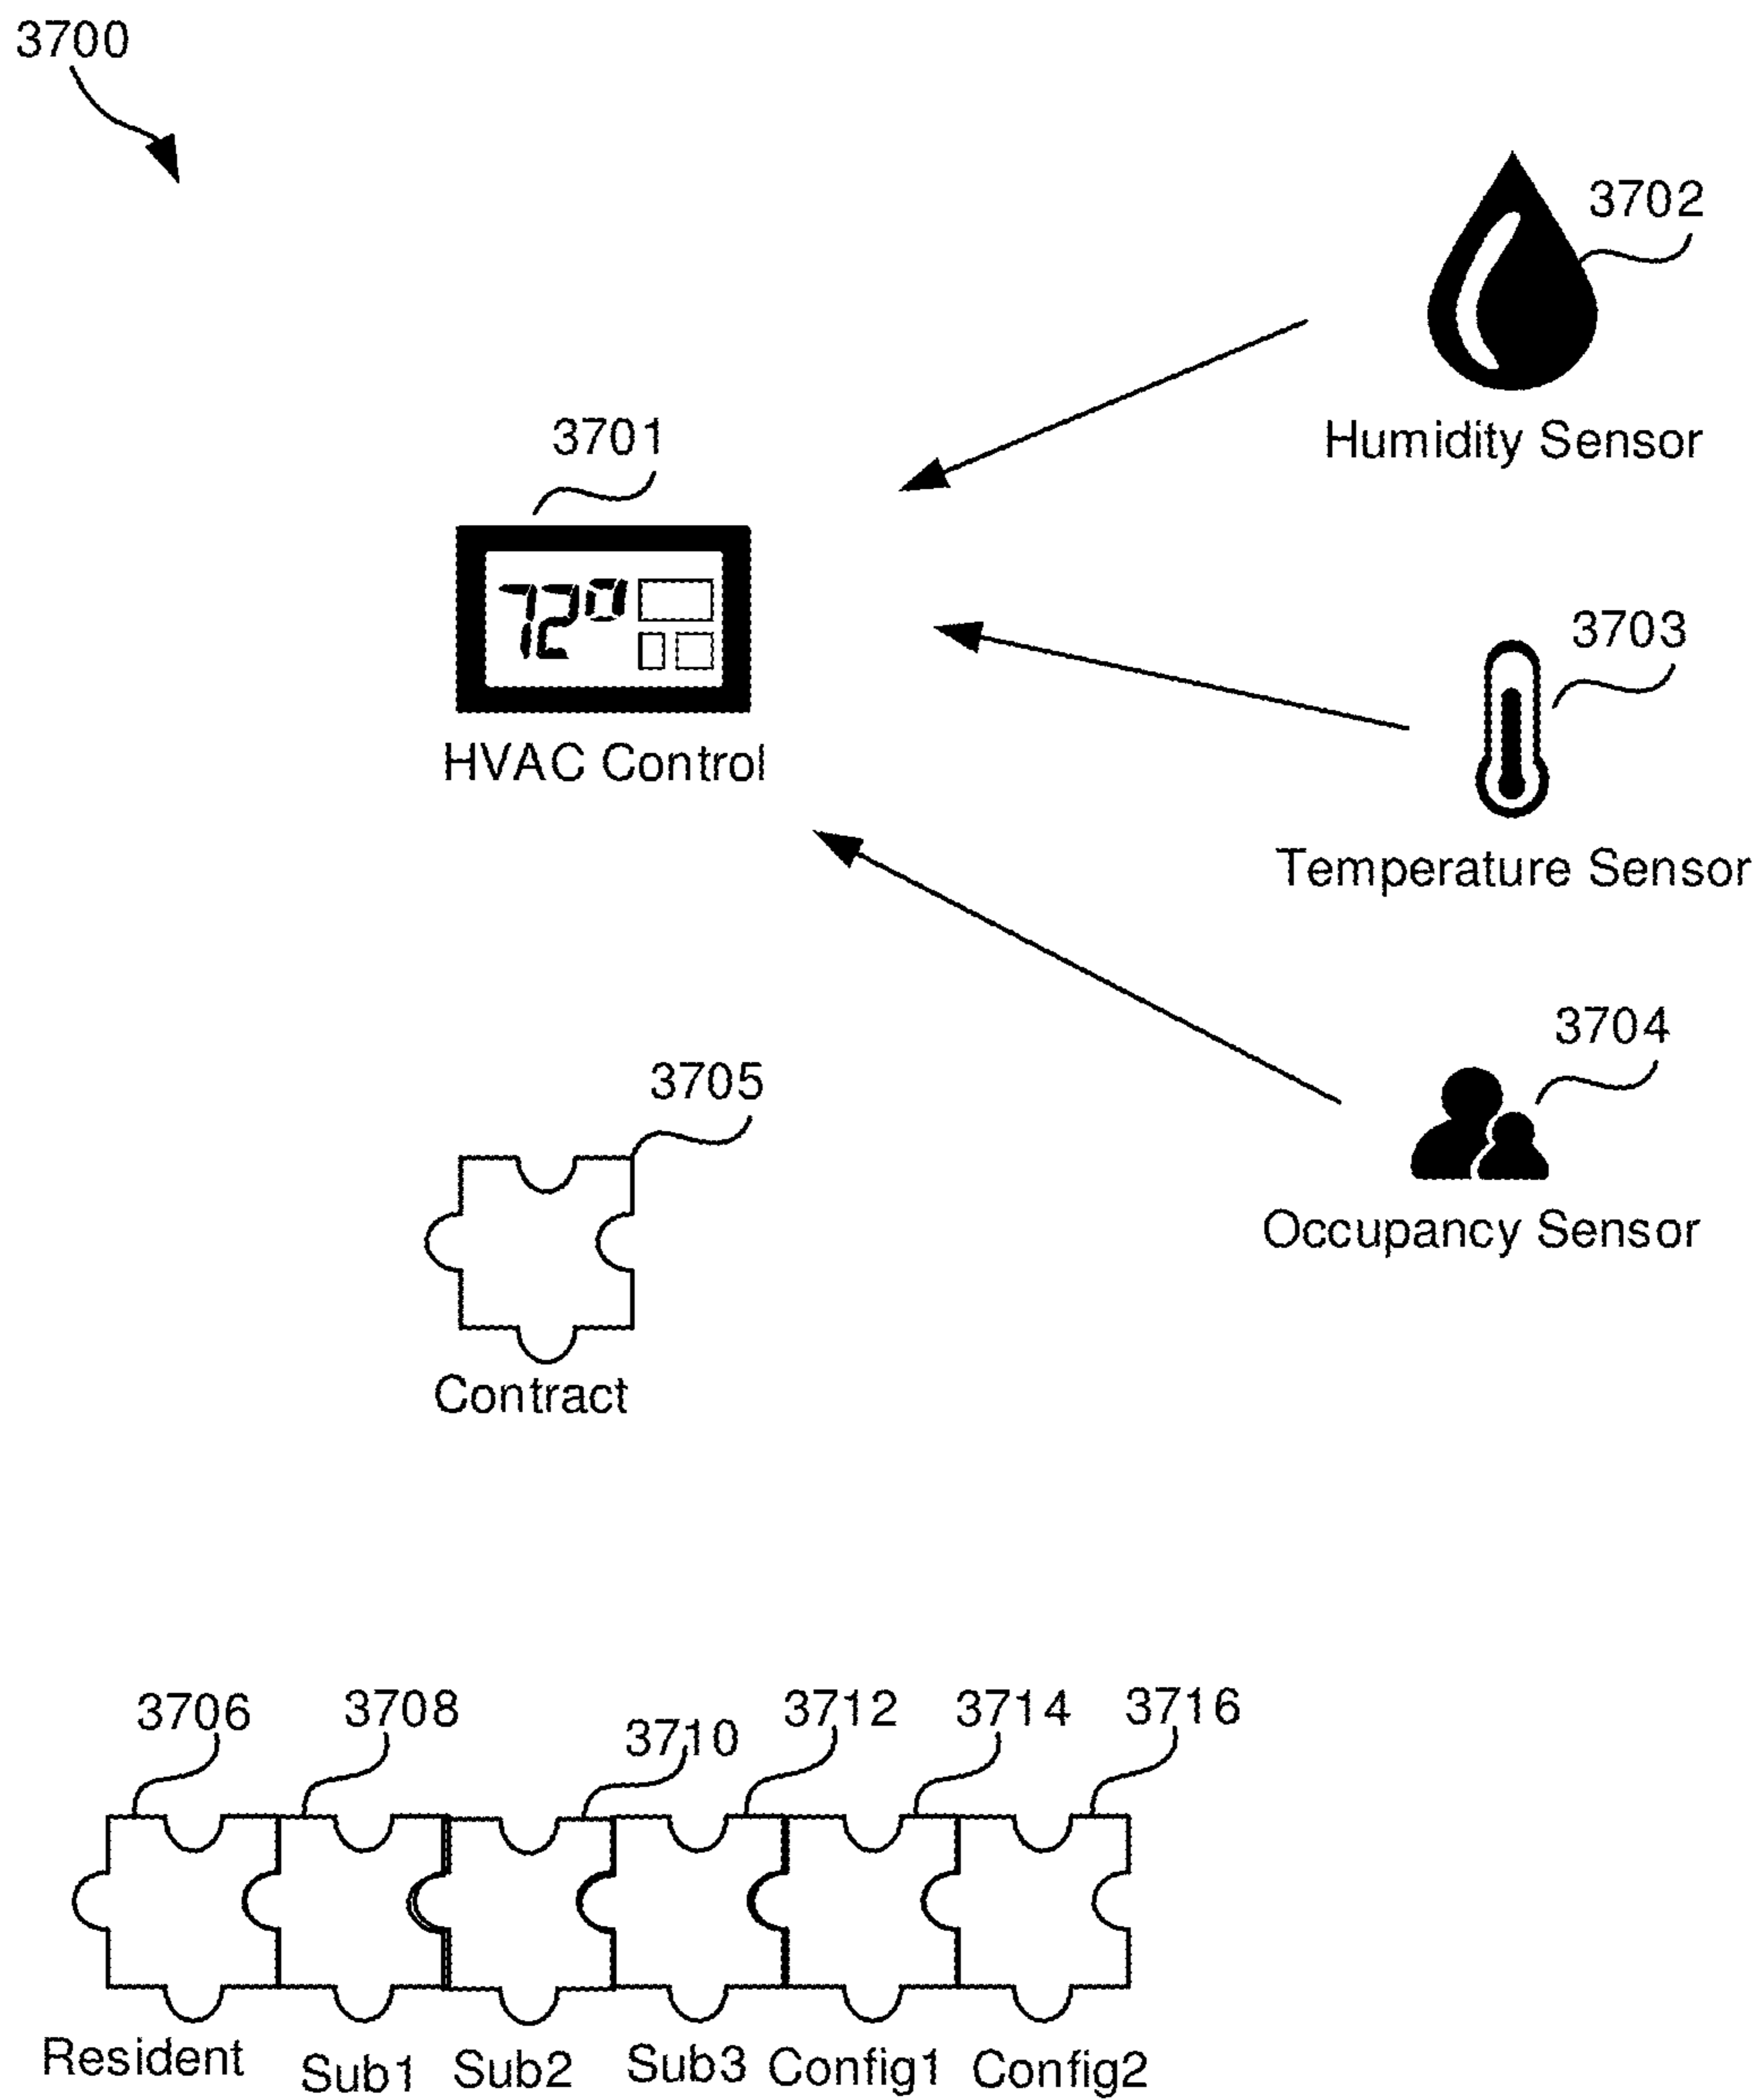 3700
3702
Humidity Sensor
3701
72°
HVAC Control
3703
Temperature Sensor
3704
Occupancy Sensor
3705
Contract
3706
3708
3710
3712
3714
3716
Resident
Sub1
Sub2
Sub3
Config1
Config2